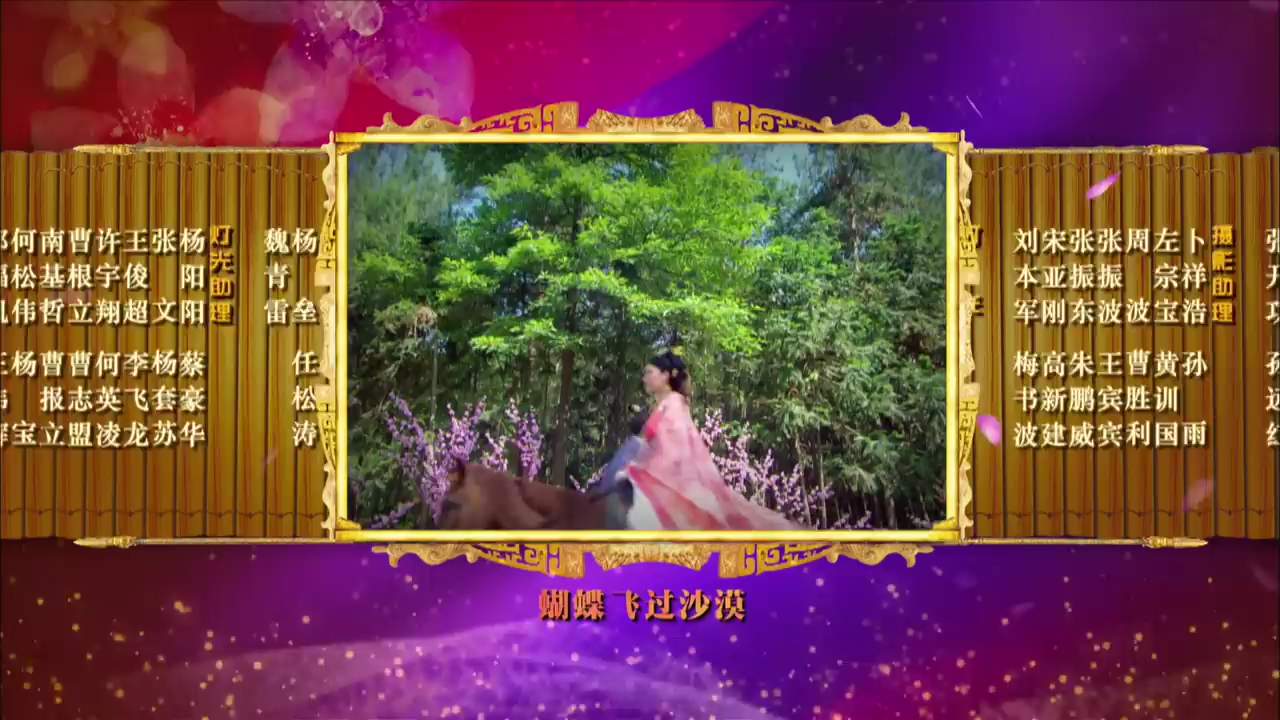 摄影助理
卜祥浩
左宗宝
周波
张振波
张振东
宋亚刚
刘本军
孙雨
黄训国
曹胜利
王宾宾
朱鹏威
高新建
梅书波
杨垒
魏青雷
任松涛
灯光助理
杨阳阳
张文
王俊超
许宇翔
曹根立
南基哲
何松伟
蔡豪华
杨套苏
李飞龙
何英凌
曹志盟
曹报立
杨宝
蝴蝶飞过沙漠